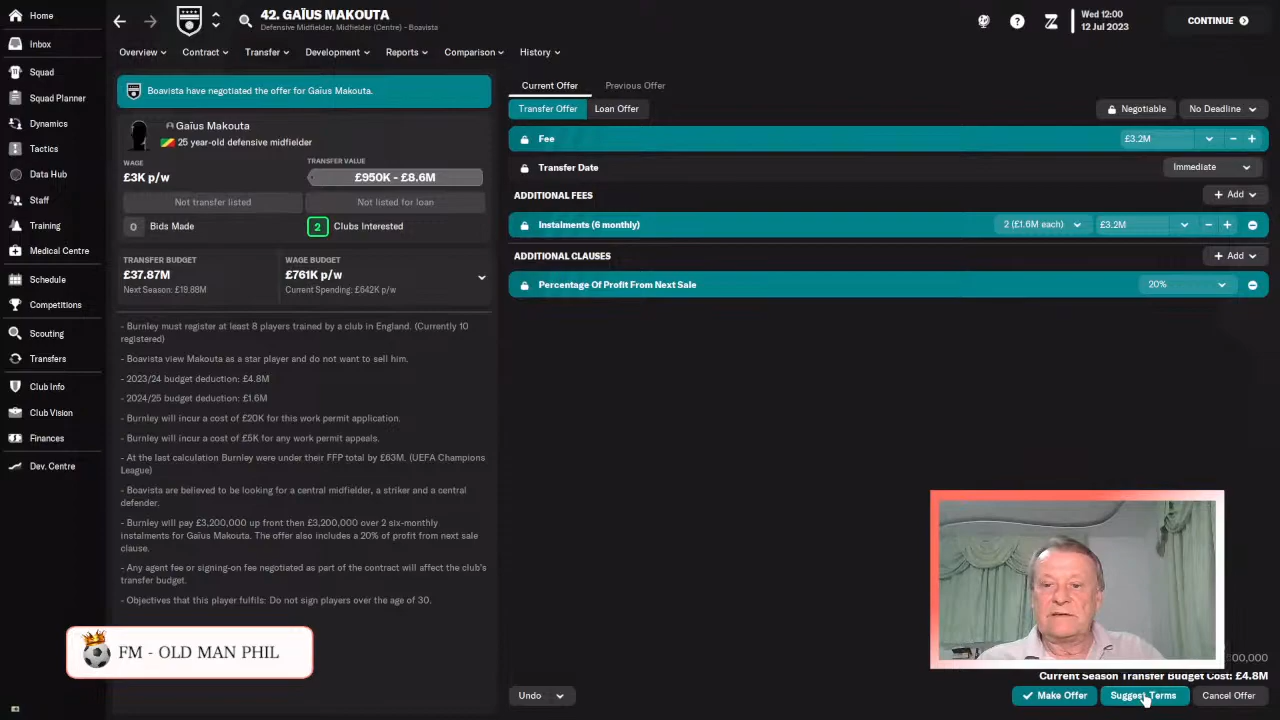 Home
Inbox
Squad
Squad Planner
Dynamics
Tactics
Data Hub
Staff
Training
Medical Centre
Schedule
Competitions
Scouting
Transfers
Club Info
Club Vision
Finances
Dev. Centre
42. GAÏUS MAKOUTA
Defensive Midfielder, Midfielder (Centre) - Boavista
Wed 12:00
12 Jul 2023
CONTINUE
Overview Contract Transfer Development Reports Comparison History
Boavista have negotiated the offer for Gaïus Makouta.
Gaïus Makouta
25 year-old defensive midfielder
WAGE TRANSFER VALUE
£3K p/w £950K - £8.6M
Not transfer listed Not listed for loan
0 Bids Made 2 Clubs Interested
TRANSFER BUDGET WAGE BUDGET
£37.87M £761K p/w
Next Season: £19.88M Current Spending: £642K p/w
- Burnley must register at least 8 players trained by a club in England. (Currently 10
registered)
- Boavista view Makouta as a star player and do not want to sell him.
- 2023/24 budget deduction: £4.8M
- 2024/25 budget deduction: £1.6M
- Burnley will incur a cost of £20K for this work permit application.
- Burnley will incur a cost of £5K for any work permit appeals.
- At the last calculation Burnley were under their FFP total by £63M. (UEFA Champions
League)
- Boavista are believed to be looking for a central midfielder, a striker and a central
defender.
- Burnley will pay £3,200,000 up front then £3,200,000 over 2 six-monthly
instalments for Gaïus Makouta. The offer also includes a 20% of profit from next sale
clause.
- Any agent fee or signing-on fee negotiated as part of the contract will affect the club's
transfer budget.
- Objectives that this player fulfils: Do not sign players over the age of 30.
FM - OLD MAN PHIL
Current Offer Previous Offer
Transfer Offer Loan Offer Negotiable No Deadline
Fee £3.2M
Transfer Date Immediate
ADDITIONAL FEES + Add
Instalments (6 monthly) 2 (£1.6M each) £3.2M
ADDITIONAL CLAUSES + Add
Percentage Of Profit From Next Sale 20%
00,000
Current Season Transfer Budget Cost: £4.8M
Undo Make Offer Suggest Terms Cancel Offer